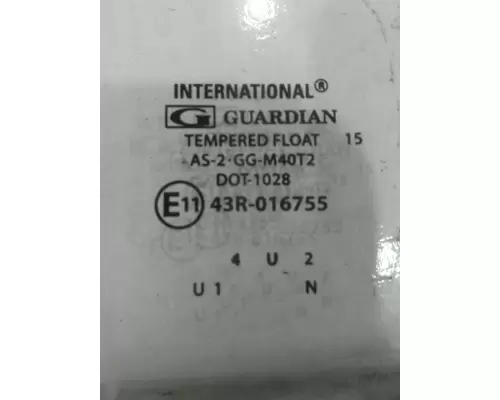 INTERNATIONAL®
G GUARDIAN
TEMPERED FLOAT 15
AS-2·GG-M40T2
DOT-1028
E11 43R-016755
4 U 2
U 1 N